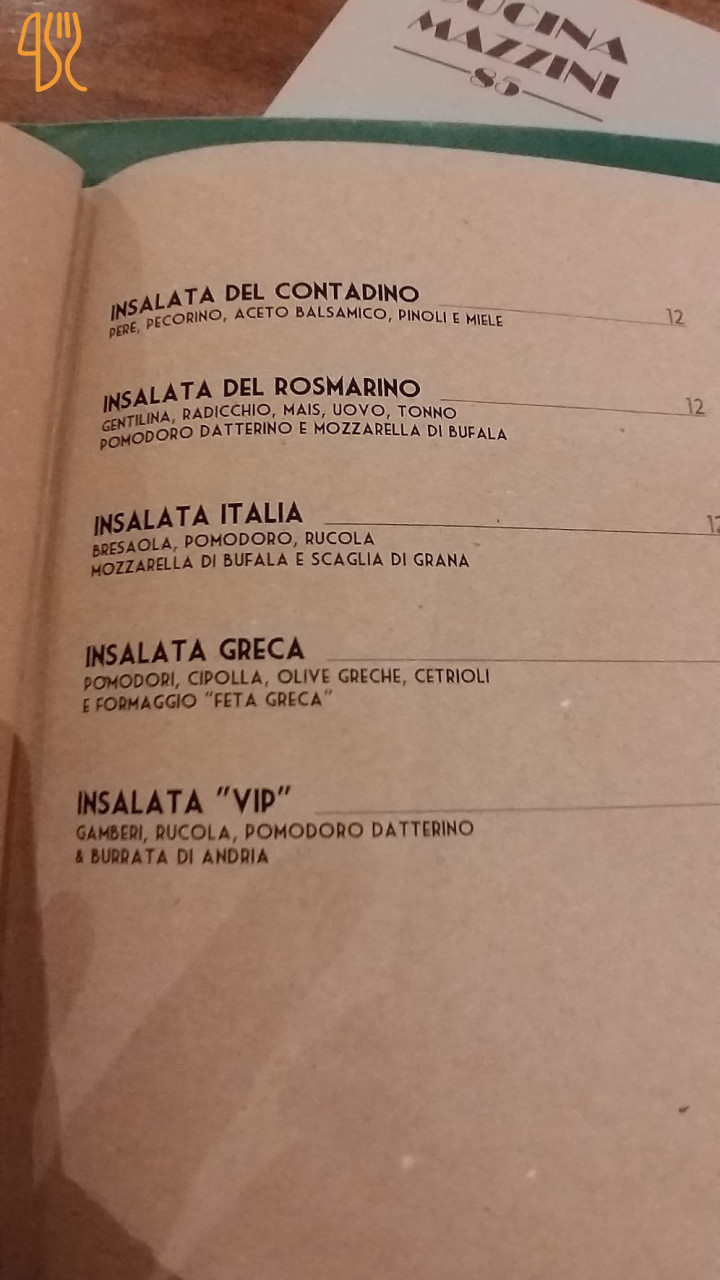 CUCINA
MAZZINI
85
INSALATA DEL CONTADINO 12
PERE, PECORINO, ACETO BALSAMICO, PINOLI E MIELE
INSALATA DEL ROSMARINO 12
GENTILINA, RADICCHIO, MAIS, UOVO, TONNO
POMODORO DATTERINO E MOZZARELLA DI BUFALA
INSALATA ITALIA 12
BRESAOLA, POMODORO, RUCOLA
MOZZARELLA DI BUFALA E SCAGLIA DI GRANA
INSALATA GRECA
POMODORI, CIPOLLA, OLIVE GRECHE, CETRIOLI
E FORMAGGIO "FETA GRECA"
INSALATA "VIP"
GAMBERI, RUCOLA, POMODORO DATTERINO
& BURRATA DI ANDRIA